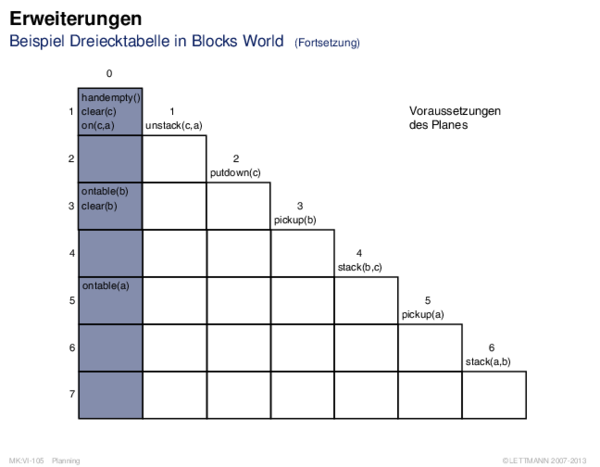 Erweiterungen
Beispiel Dreiecktabelle in Blocks World (Fortsetzung)
0
handempty()
1 clear(c) 1
on(c,a) unstack(c,a)
Voraussetzungen
des Planes
2 2
putdown(c)
ontable(b)
3 clear(b) 3
pickup(b)
4 4
stack(b,c)
ontable(a)
5 5
pickup(a)
6 6
stack(a,b)
7
MK:VI-105 Planning ©LETTMANN 2007-2013